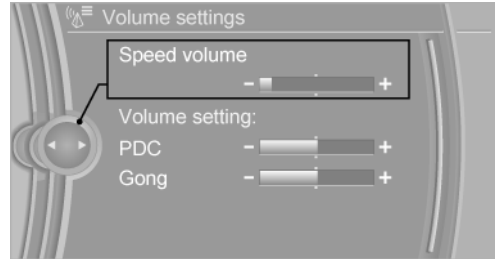 Volume settings
Speed volume
- +
Volume setting:
PDC - +
Gong - +